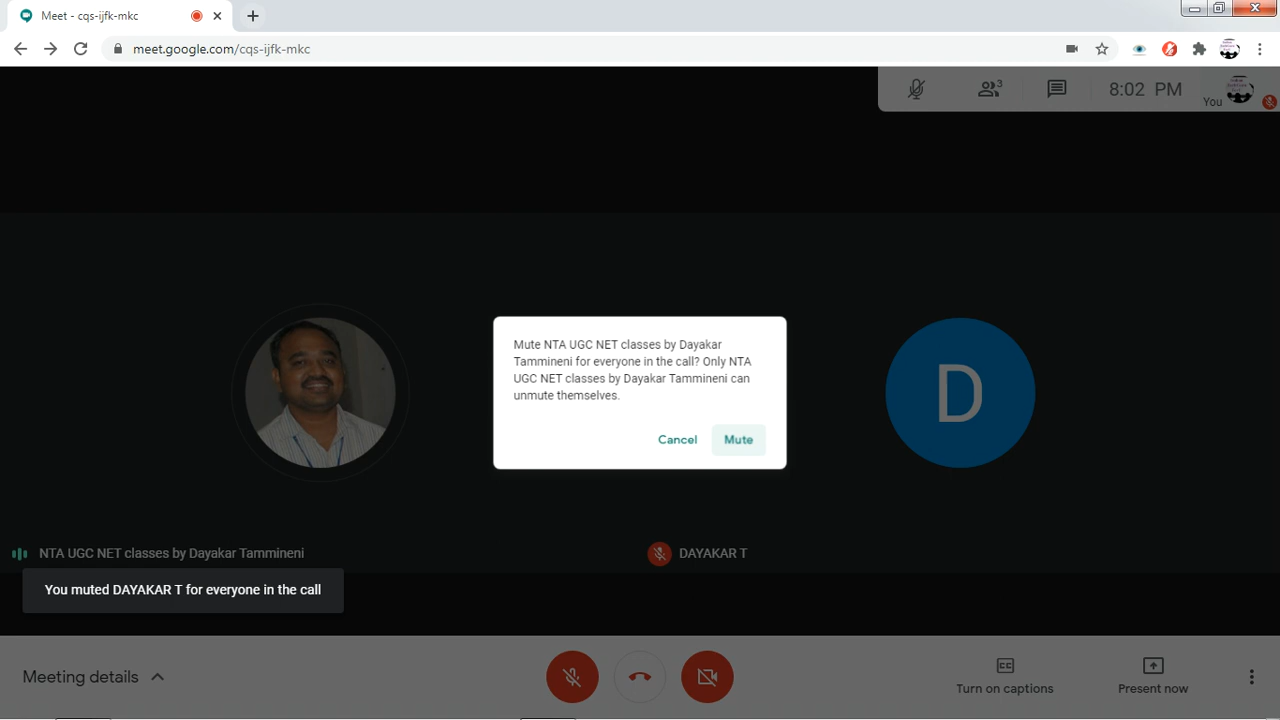 Meet - cqs-ijfk-mkc
meet.google.com/cqs-ijfk-mkc
3
8:02 PM
You
Mute NTA UGC NET classes by Dayakar
Tammineni for everyone in the call? Only NTA
UGC NET classes by Dayakar Tammineni can
unmute themselves.
Cancel
Mute
D
NTA UGC NET classes by Dayakar Tammineni
DAYAKAR T
You muted DAYAKAR T for everyone in the call
Meeting details
CC
Turn on captions
Present now